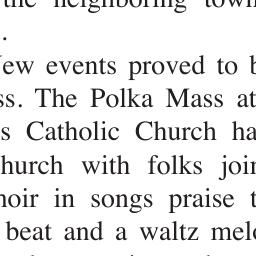 the neighboring town
.
New events proved to b
ss. The Polka Mass at
s Catholic Church ha
hurch with folks join
hoir in songs praise t
beat and a waltz melo